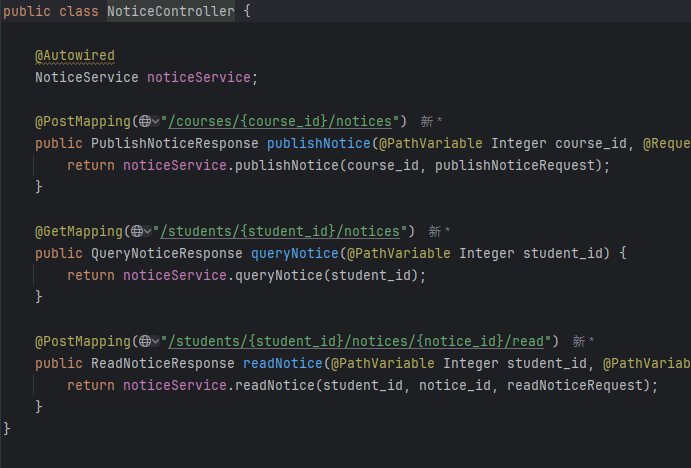 public class NoticeController {
@Autowired
NoticeService noticeService;
@PostMapping("/courses/{course_id}/notices") 新 *
public PublishNoticeResponse publishNotice(@PathVariable Integer course_id, @Reque
return noticeService.publishNotice(course_id, publishNoticeRequest);
}
@GetMapping("/students/{student_id}/notices") 新 *
public QueryNoticeResponse queryNotice(@PathVariable Integer student_id) {
return noticeService.queryNotice(student_id);
}
@PostMapping("/students/{student_id}/notices/{notice_id}/read") 新 *
public ReadNoticeResponse readNotice(@PathVariable Integer student_id, @PathVariab
return noticeService.readNotice(student_id, notice_id, readNoticeRequest);
}
}